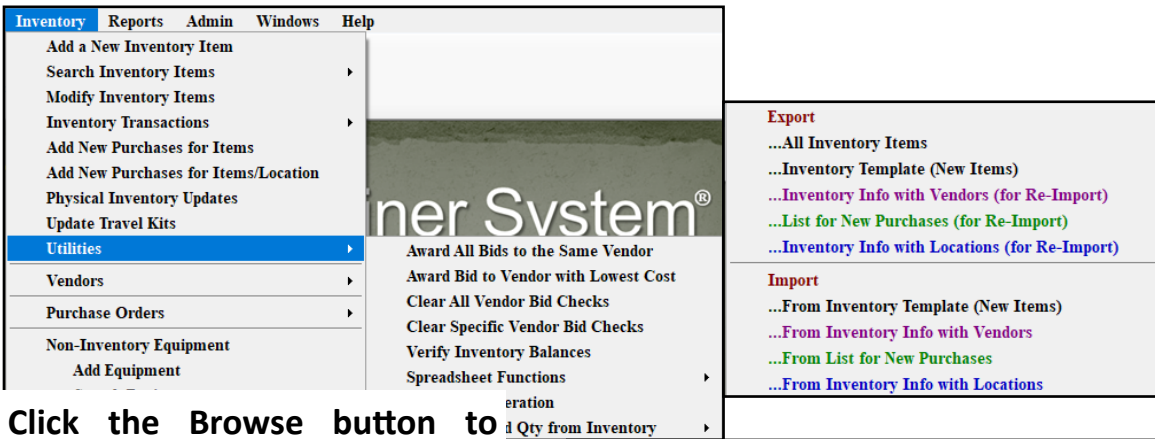 Inventory Reports Admin Windows Help
Add a New Inventory Item
Search Inventory Items
Modify Inventory Items
Inventory Transactions
Add New Purchases for Items
Add New Purchases for Items/Location
Physical Inventory Updates
Update Travel Kits
Utilities
Vendors
Purchase Orders
Non-Inventory Equipment
Add Equipment
iner System®
Award All Bids to the Same Vendor
Award Bid to Vendor with Lowest Cost
Clear All Vendor Bid Checks
Clear Specific Vendor Bid Checks
Verify Inventory Balances
Spreadsheet Functions
eration
d Qty from Inventory
Export
...All Inventory Items
...Inventory Template (New Items)
...Inventory Info with Vendors (for Re-Import)
...List for New Purchases (for Re-Import)
...Inventory Info with Locations (for Re-Import)
Import
...From Inventory Template (New Items)
...From Inventory Info with Vendors
...From List for New Purchases
...From Inventory Info with Locations
Click the Browse button to